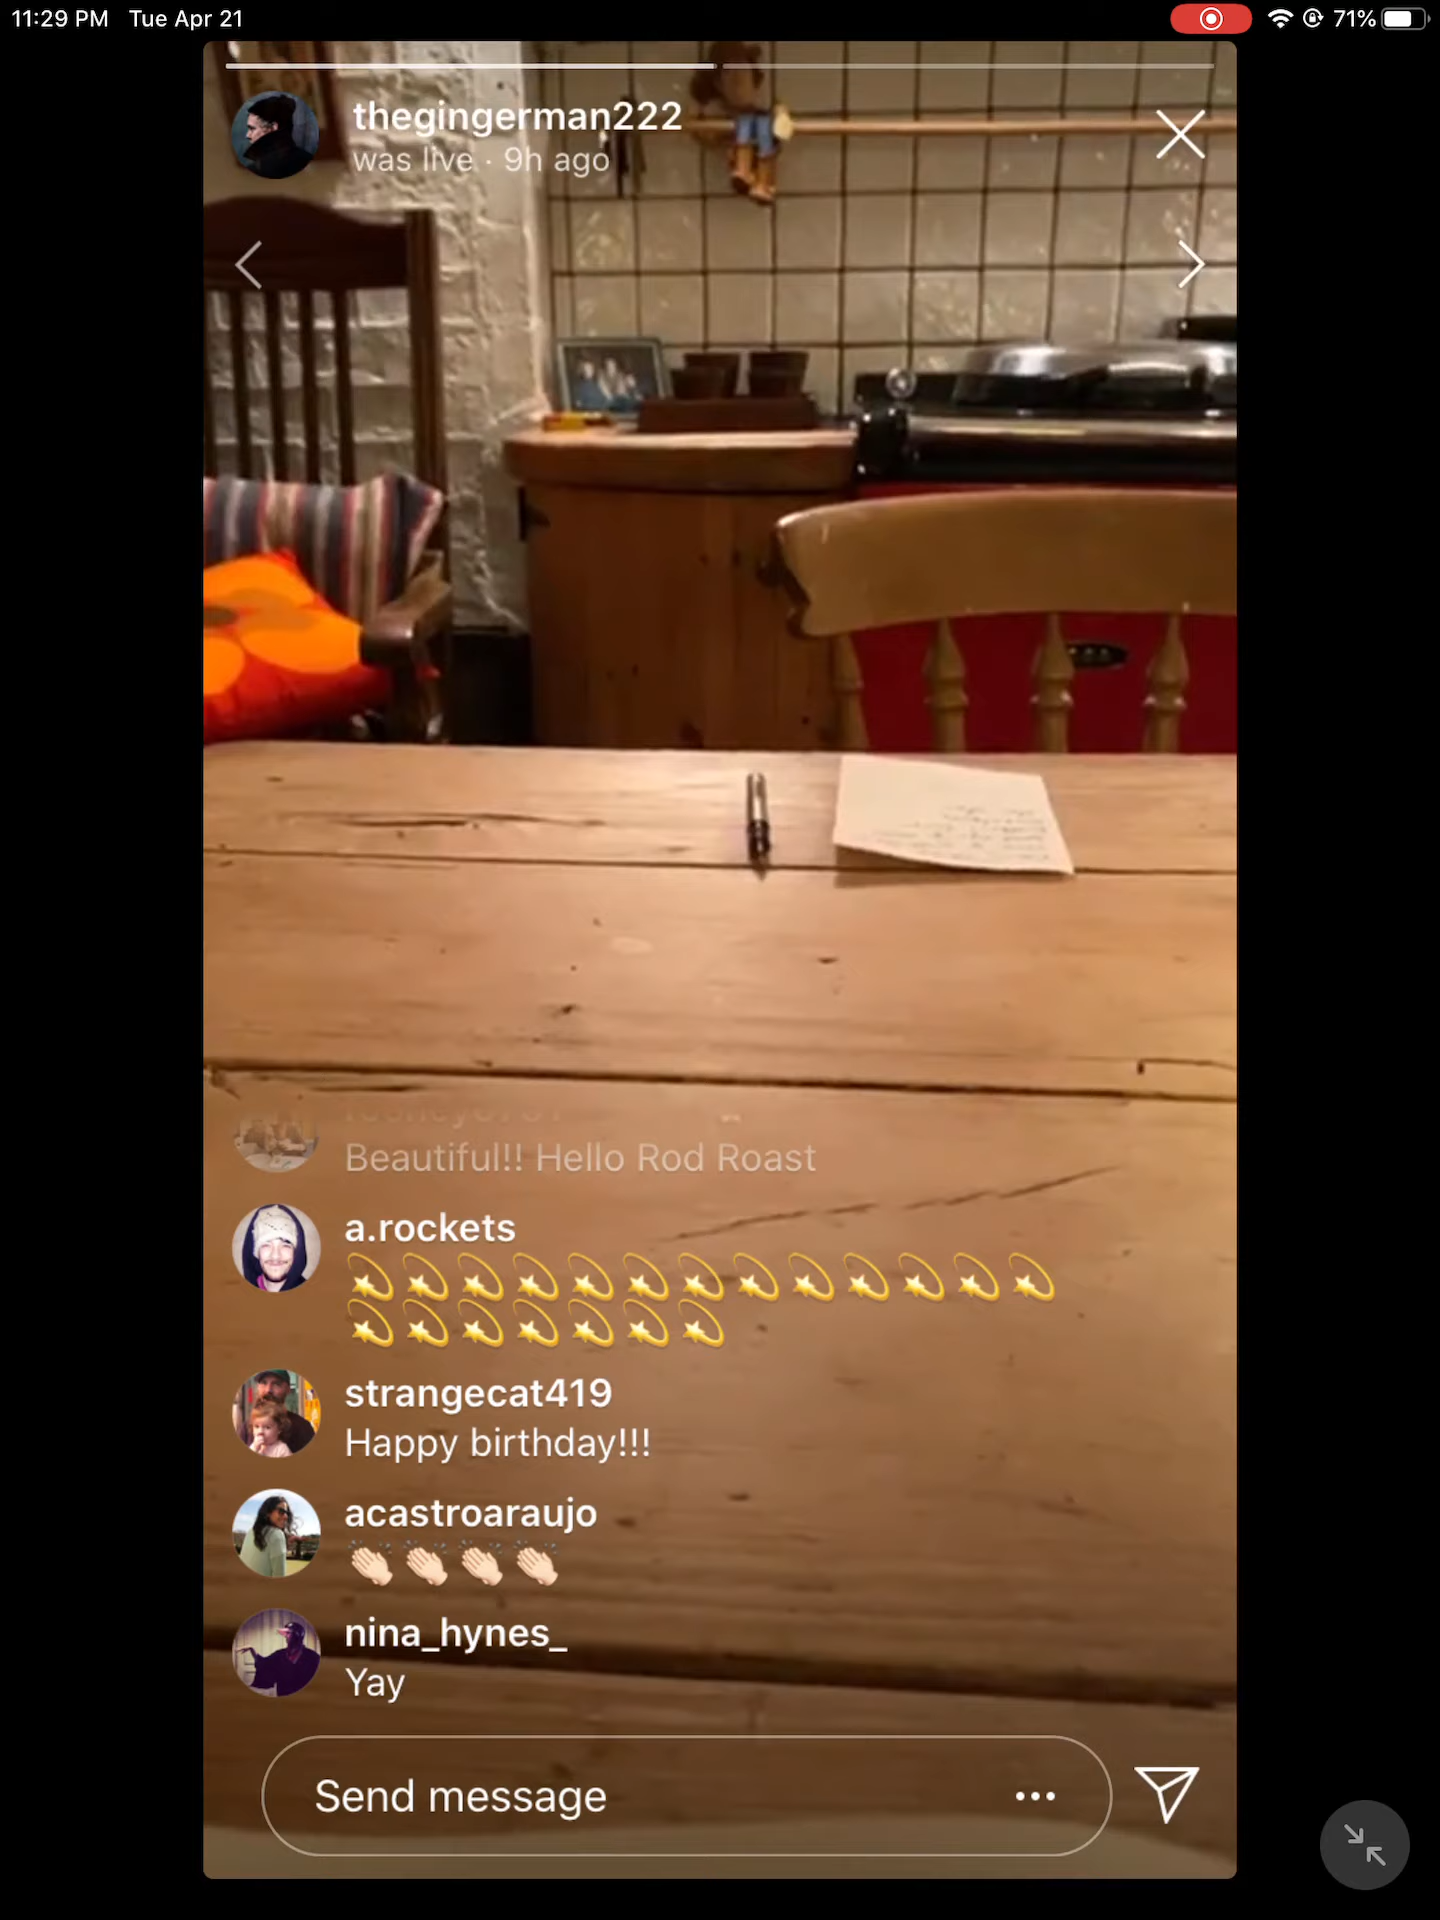 11:29 PM Tue Apr 21
71%
thegingerman222
was live · 9h ago
Beautiful!! Hello Rod Roast
a.rockets
💫💫💫💫💫💫💫💫💫💫💫💫💫
💫💫💫💫💫💫💫
strangecat419
Happy birthday!!!
acastroaraujo
👏🏻👏🏻👏🏻👏🏻
nina_hynes_
Yay
Send message